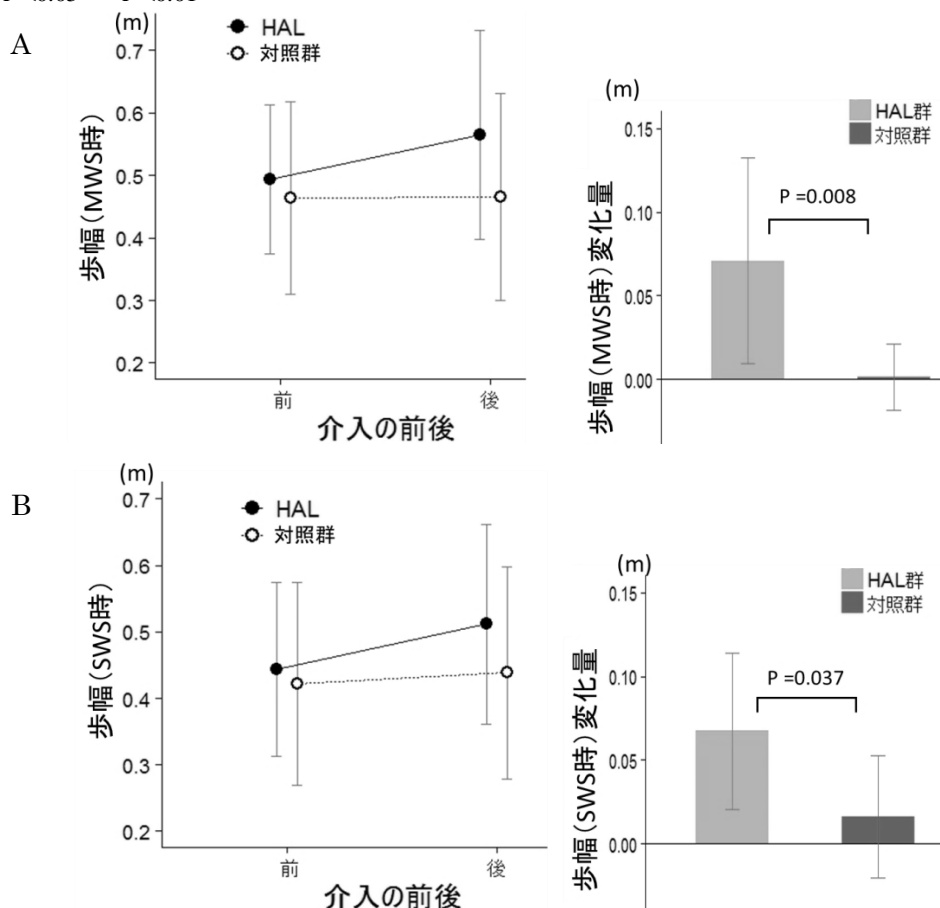 A
(m)
HAL
対照群
0.7
0.6
0.5
0.4
0.3
0.2
歩幅(MWS時)
前
後
介入の前後
(m)
HAL群
対照群
0.15
0.10
0.05
0.00
P =0.008
歩幅(MWS時)変化量
B
(m)
HAL
対照群
0.7
0.6
0.5
0.4
0.3
0.2
歩幅(SWS時)
前
後
介入の前後
(m)
HAL群
対照群
0.15
0.10
0.05
0.00
P =0.037
歩幅(SWS時)変化量